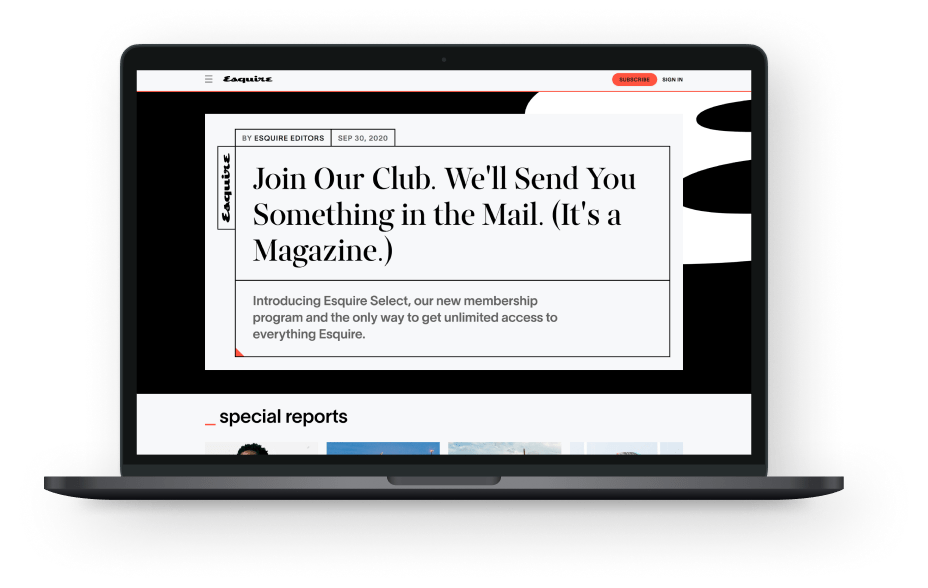 Esquire
SUBSCRIBE SIGN IN
BY ESQUIRE EDITORS SEP 30, 2020
Esquire
Join Our Club. We'll Send You
Something in the Mail. (It's a
Magazine.)
Introducing Esquire Select, our new membership
program and the only way to get unlimited access to
everything Esquire.
_ special reports